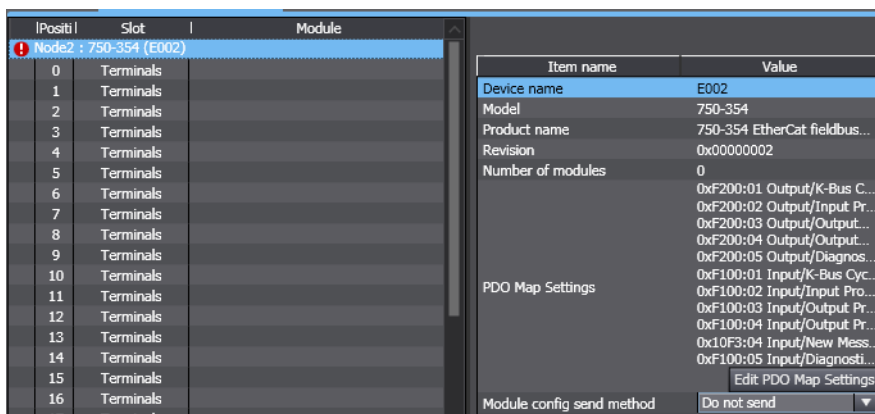 Positi Slot Module
Node2 : 750-354 (E002)
0 Terminals
1 Terminals
2 Terminals
3 Terminals
4 Terminals
5 Terminals
6 Terminals
7 Terminals
8 Terminals
9 Terminals
10 Terminals
11 Terminals
12 Terminals
13 Terminals
14 Terminals
15 Terminals
16 Terminals
Item name Value
Device name E002
Model 750-354
Product name 750-354 EtherCat fieldbus...
Revision 0x00000002
Number of modules 0
PDO Map Settings
0xF200:01 Output/K-Bus C...
0xF200:02 Output/Input Pr...
0xF200:03 Output/Output...
0xF200:04 Output/Output...
0xF200:05 Output/Diagnos...
0xF100:01 Input/K-Bus Cyc...
0xF100:02 Input/Input Pro...
0xF100:03 Input/Output Pr...
0xF100:04 Input/Output Pr...
0x10F3:04 Input/New Mess...
0xF100:05 Input/Diagnosti...
Edit PDO Map Settings
Module config send method Do not send